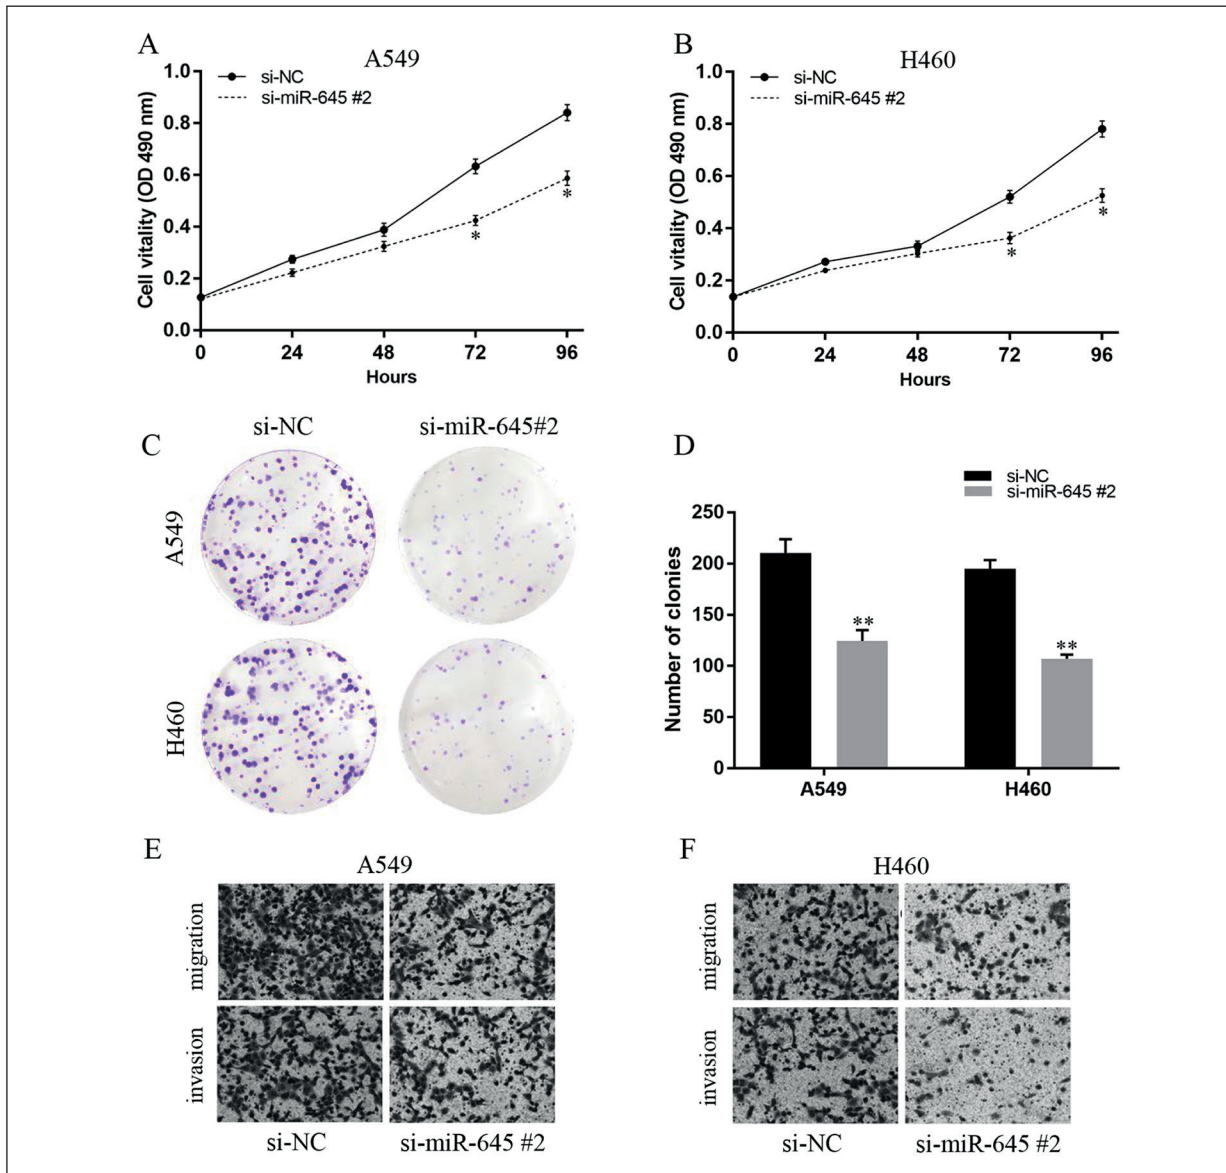 A
A549
si-NC
si-miR-645 #2
Cell vitality (OD 490 nm)
1.0
0.8
0.6
0.4
0.2
0.0
*
*
0 24 48 72 96
Hours
B
H460
si-NC
si-miR-645 #2
Cell vitality (OD 490 nm)
1.0
0.8
0.6
0.4
0.2
0.0
*
*
0 24 48 72 96
Hours
C
si-NC si-miR-645#2
A549
H460
D
si-NC
si-miR-645 #2
Number of clonies
250
200
150
100
50
0
**
**
A549 H460
E
A549
migration
invasion
si-NC si-miR-645 #2
F
H460
migration
invasion
si-NC si-miR-645 #2